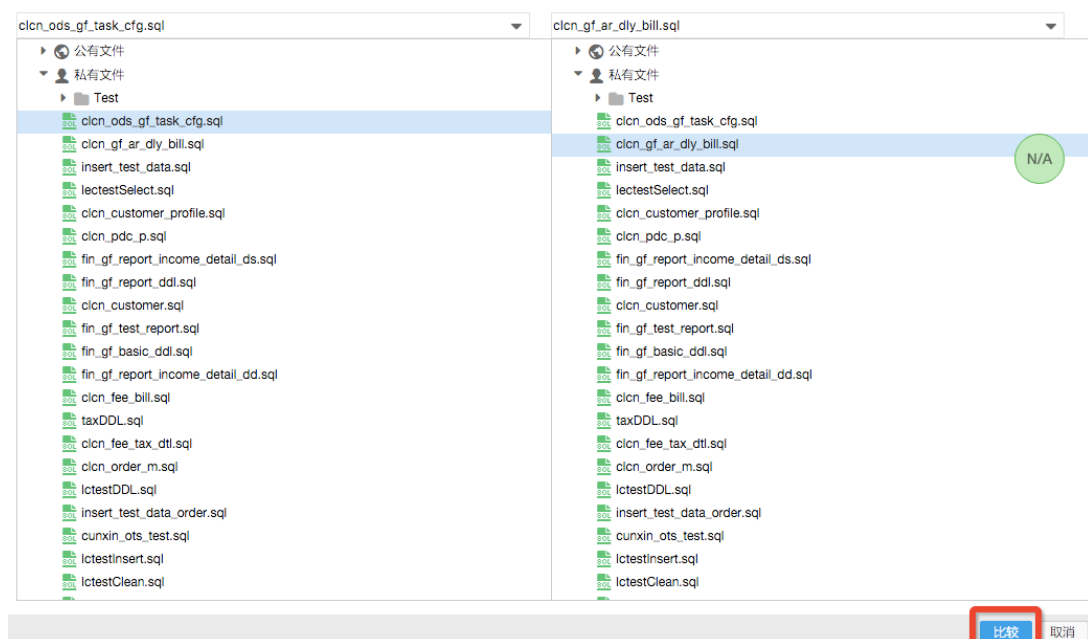 clcn_ods_gf_task_cfg.sql
公有文件
私有文件
Test
clcn_ods_gf_task_cfg.sql
clcn_gf_ar_dly_bill.sql
insert_test_data.sql
lectestSelect.sql
clcn_customer_profile.sql
clcn_pdc_p.sql
fin_gf_report_income_detail_ds.sql
fin_gf_report_ddl.sql
clcn_customer.sql
fin_gf_test_report.sql
fin_gf_basic_ddl.sql
fin_gf_report_income_detail_dd.sql
clcn_fee_bill.sql
taxDDL.sql
clcn_fee_tax_dtl.sql
clcn_order_m.sql
lctestDDL.sql
insert_test_data_order.sql
cunxin_ots_test.sql
lctestInsert.sql
lctestClean.sql
clcn_gf_ar_dly_bill.sql
公有文件
私有文件
Test
clcn_ods_gf_task_cfg.sql
clcn_gf_ar_dly_bill.sql
N/A
insert_test_data.sql
lectestSelect.sql
clcn_customer_profile.sql
clcn_pdc_p.sql
fin_gf_report_income_detail_ds.sql
fin_gf_report_ddl.sql
clcn_customer.sql
fin_gf_test_report.sql
fin_gf_basic_ddl.sql
fin_gf_report_income_detail_dd.sql
clcn_fee_bill.sql
taxDDL.sql
clcn_fee_tax_dtl.sql
clcn_order_m.sql
lctestDDL.sql
insert_test_data_order.sql
cunxin_ots_test.sql
lctestInsert.sql
lctestClean.sql
比较 取消